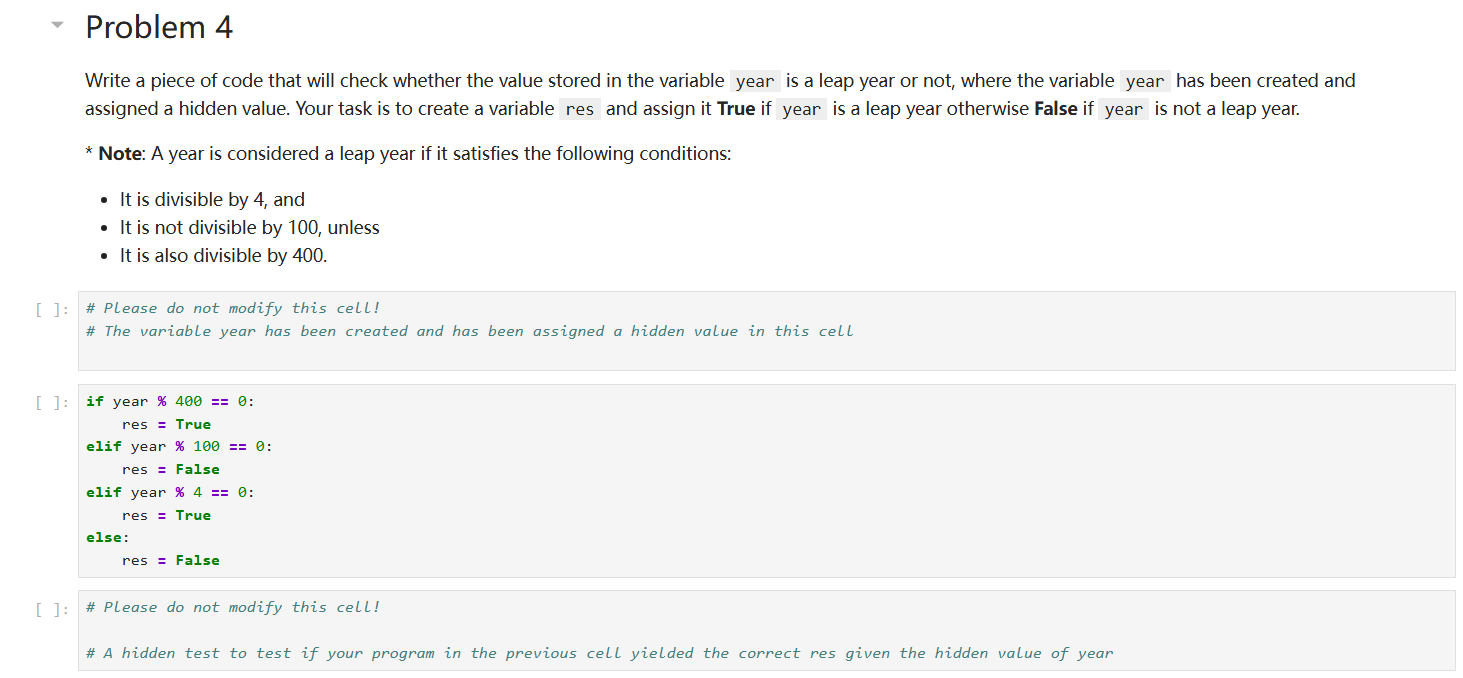 Problem 4
Write a piece of code that will check whether the value stored in the variable year is a leap year or not, where the variable year has been created and
assigned a hidden value. Your task is to create a variable res and assign it True if year is a leap year otherwise False if year is not a leap year.
* Note: A year is considered a leap year if it satisfies the following conditions:
• It is divisible by 4, and
• It is not divisible by 100, unless
• It is also divisible by 400.
[ ]: # Please do not modify this cell!
# The variable year has been created and has been assigned a hidden value in this cell
[ ]: if year % 400 == 0:
    res = True
elif year % 100 == 0:
    res = False
elif year % 4 == 0:
    res = True
else:
    res = False
[ ]: # Please do not modify this cell!
# A hidden test to test if your program in the previous cell yielded the correct res given the hidden value of year